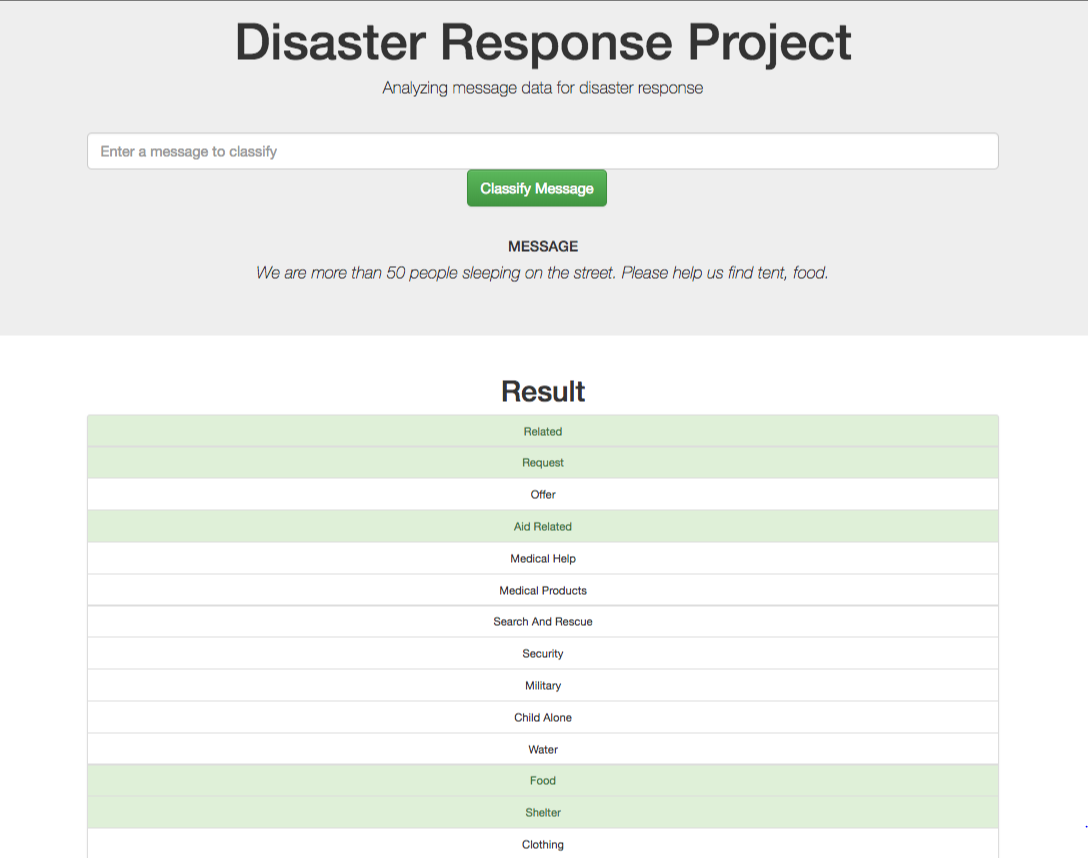 Disaster Response Project
Analyzing message data for disaster response
Enter a message to classify
Classify Message
MESSAGE
We are more than 50 people sleeping on the street. Please help us find tent, food.
Result
Related
Request
Offer
Aid Related
Medical Help
Medical Products
Search And Rescue
Security
Military
Child Alone
Water
Food
Shelter
Clothing